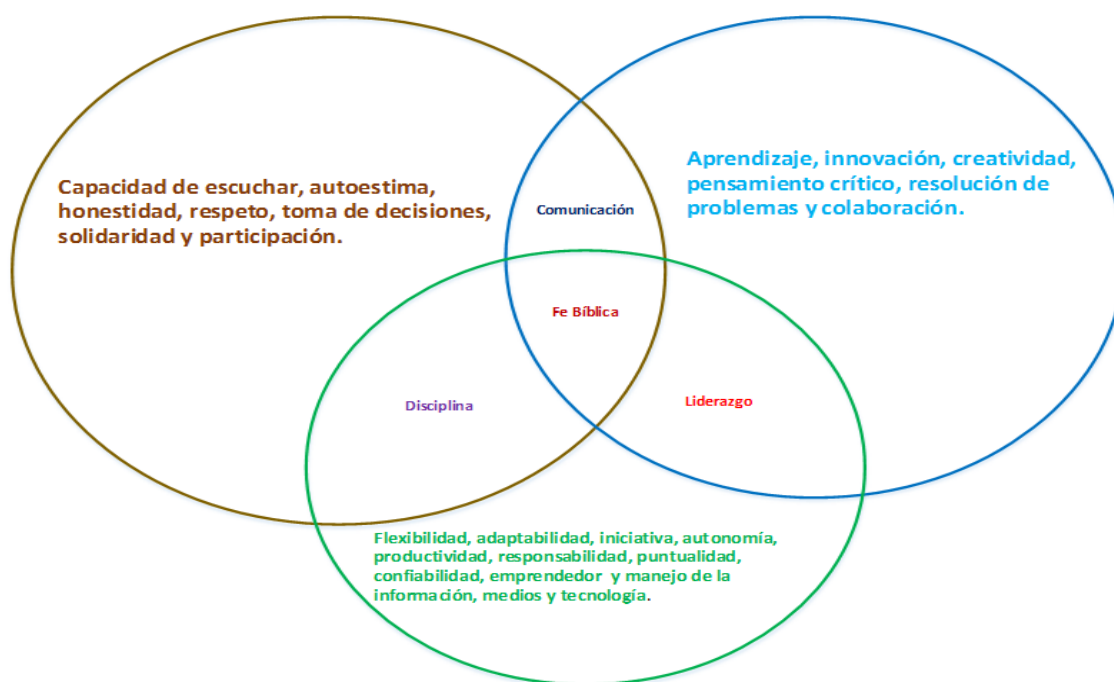 Capacidad de escuchar, autoestima,
honestidad, respeto, toma de decisiones,
solidaridad y participación.
Comunicación
Aprendizaje, innovación, creatividad,
pensamiento crítico, resolución de
problemas y colaboración.
Fe Bíblica
Disciplina
Liderazgo
Flexibilidad, adaptabilidad, iniciativa, autonomía,
productividad, responsabilidad, puntualidad,
confiabilidad, emprendedor y manejo de la
información, medios y tecnología.